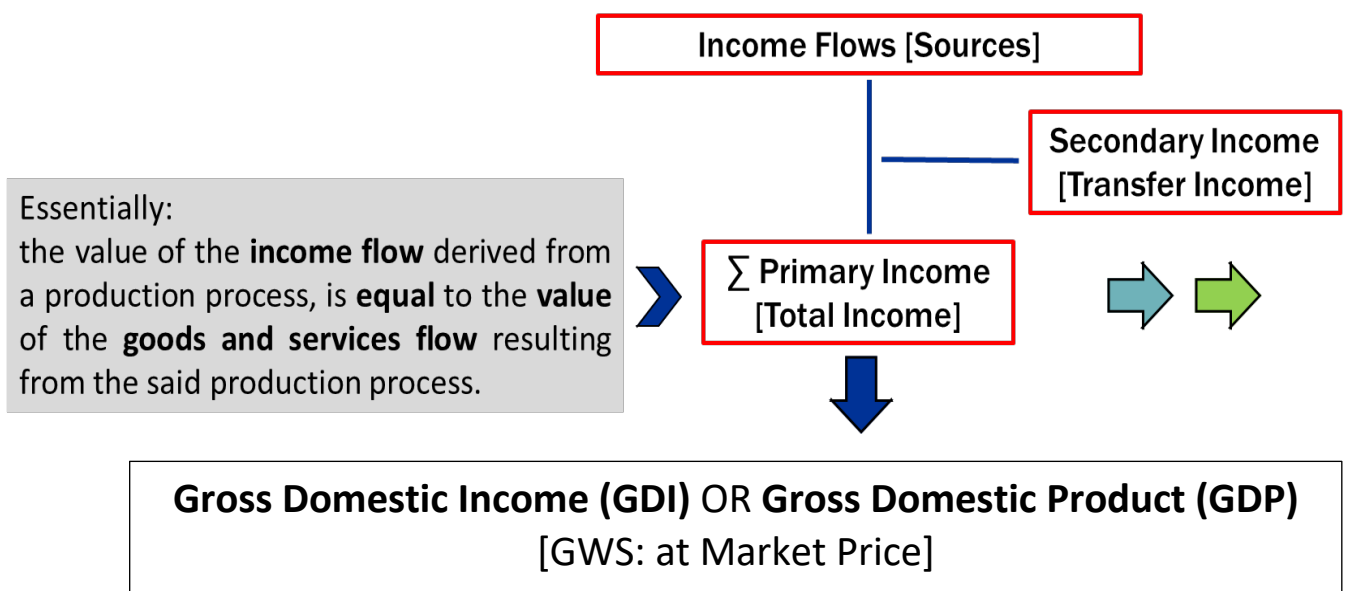 Income Flows [Sources]
Secondary Income
[Transfer Income]
Essentially:
the value of the income flow derived from
a production process, is equal to the value
of the goods and services flow resulting
from the said production process.
∑ Primary Income
[Total Income]
Gross Domestic Income (GDI) OR Gross Domestic Product (GDP)
[GWS: at Market Price]